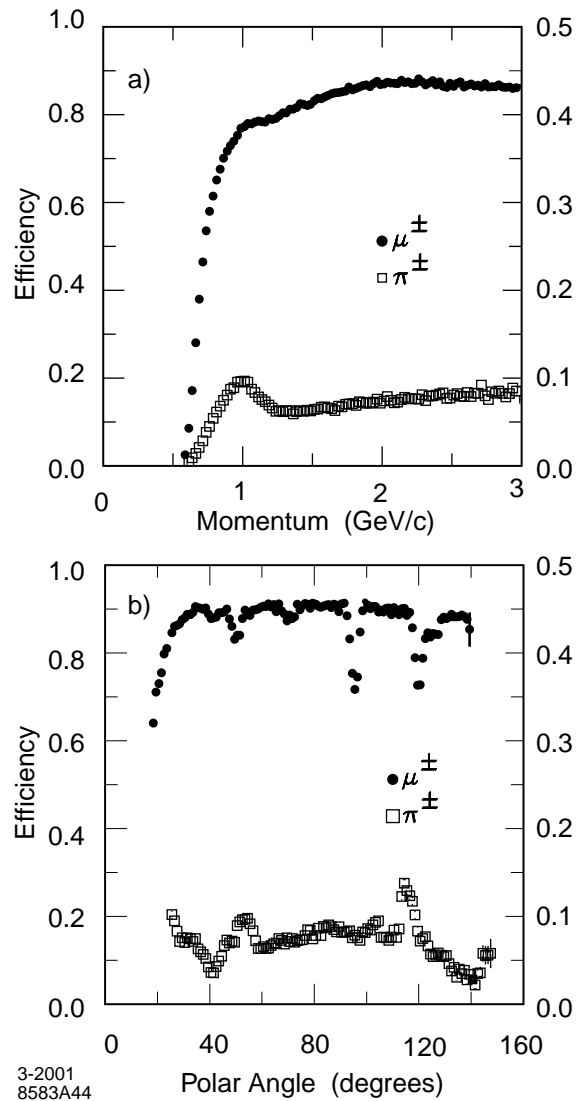 1.0 0.5
a)
0.8 0.4
0.6 0.3
μ±
π±
0.4 0.2
0.2 0.1
0.0 0.0
0 1 2 3
Efficiency
Momentum (GeV/c)
1.0 0.5
b)
0.8 0.4
0.6 0.3
μ±
π±
0.4 0.2
0.2 0.1
0.0 0.0
0 40 80 120 160
Efficiency
Polar Angle (degrees)
3-2001
8583A44